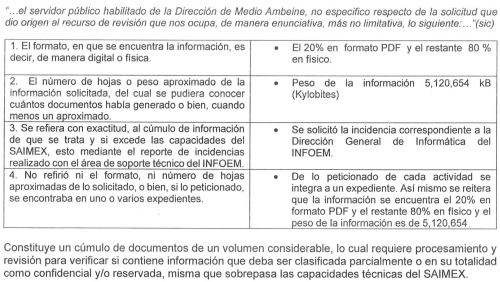 "...el servidor público habilitado de la Dirección de Medio Ambeine, no especifico respecto de la solicitud que
dio origen al recurso de revisión que nos ocupa, de manera enunciativa, más no limitativa, lo siguiente:..."(sic)
1. El formato, en que se encuentra la información, es
decir, de manera digital o física.
• El 20% en formato PDF y el restante 80 %
en físico.
2. El número de hojas o peso aproximado de la
información solicitada, del cual se pudiera conocer
cuántos documentos había generado o bien, cuando
menos un aproximado.
• Peso de la información 5,120,654 kB
(Kylobites)
3. Se refiera con exactitud, al cúmulo de información
de que se trata y si excede las capacidades del
SAIMEX, esto mediante el reporte de incidencias
realizado con el área de soporte técnico del INFOEM.
• Se solicitó la incidencia correspondiente a la
Dirección General de Informática del
INFOEM.
4. No refirió ni el formato, ni número de hojas
aproximadas de lo solicitado, o bien, si lo peticionado,
se encontraba en uno o varios expedientes.
• De lo peticionado de cada actividad se
integra a un expediente. Así mismo se reitera
que la información se encuentra el 20% en
formato PDF y el restante 80% en físico y el
peso de la información es de 5,120,654
Constituye un cúmulo de documentos de un volumen considerable, lo cual requiere procesamiento y
revisión para verificar si contiene información que deba ser clasificada parcialmente o en su totalidad
como confidencial y/o reservada, misma que sobrepasa las capacidades técnicas del SAIMEX.